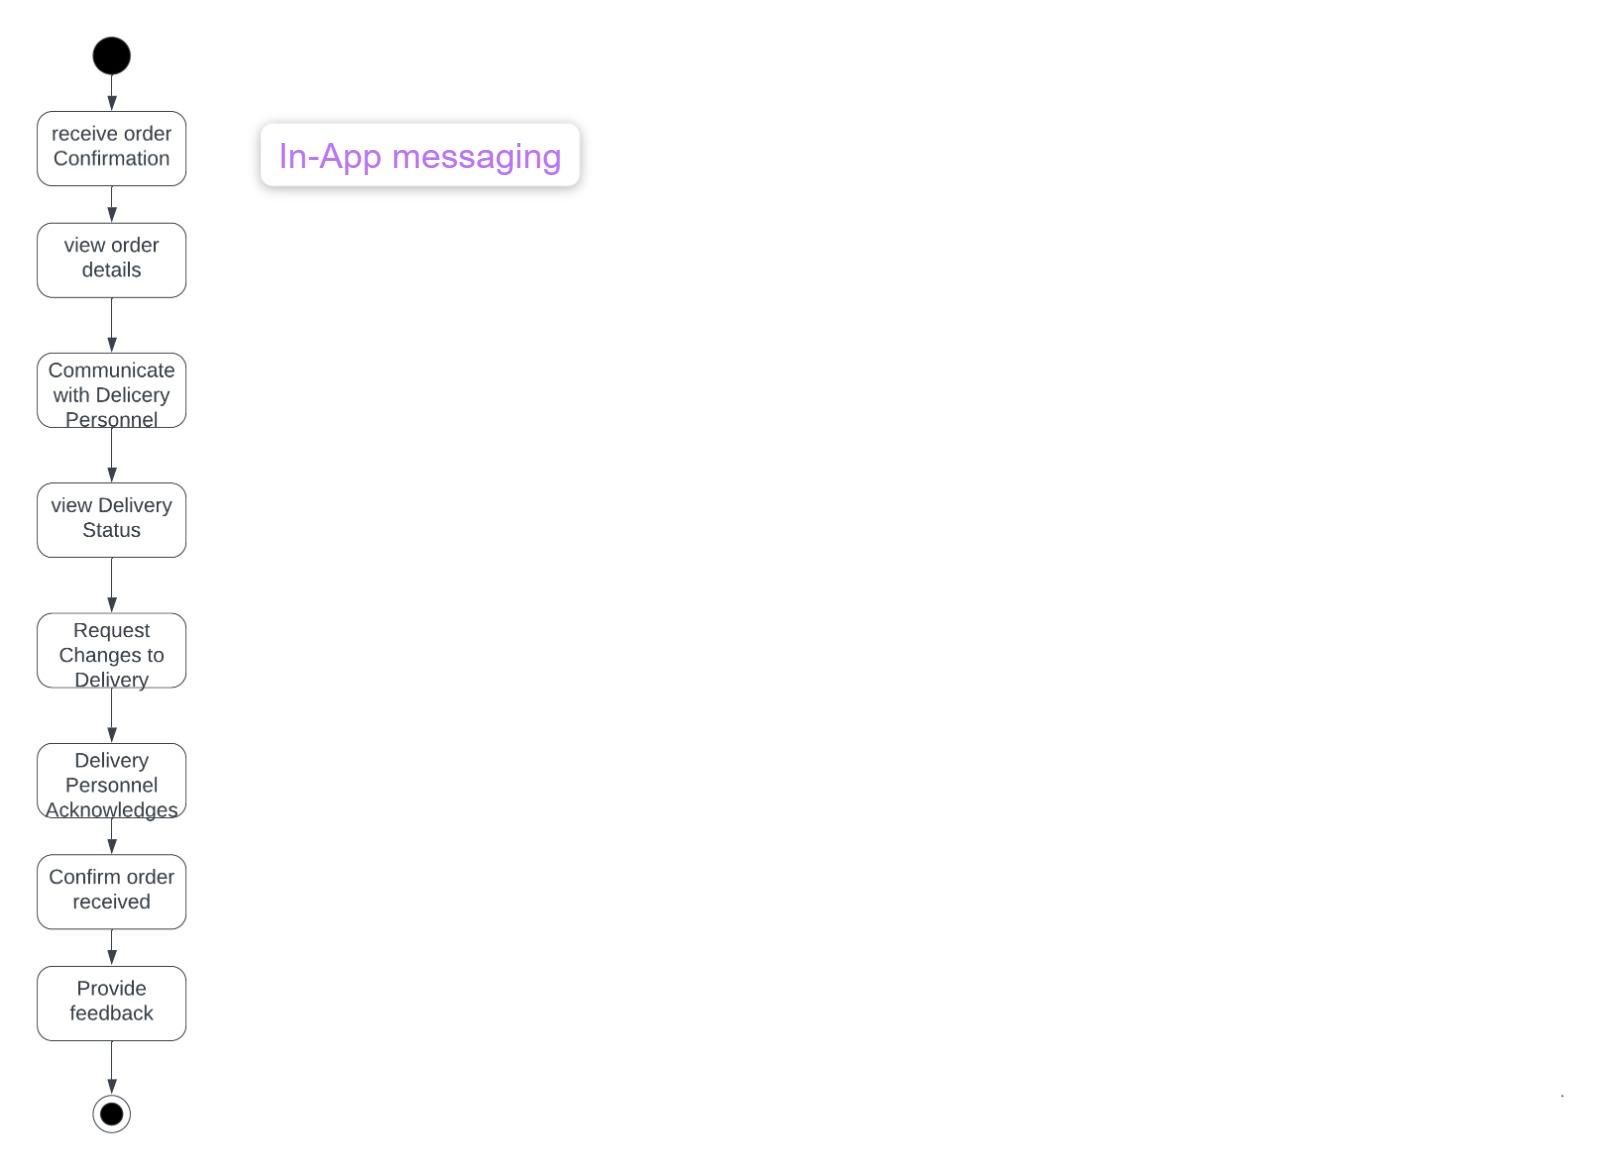 receive order
Confirmation
In-App messaging
view order
details
Communicate
with Delicery
Personnel
view Delivery
Status
Request
Changes to
Delivery
Delivery
Personnel
Acknowledges
Confirm order
received
Provide
feedback